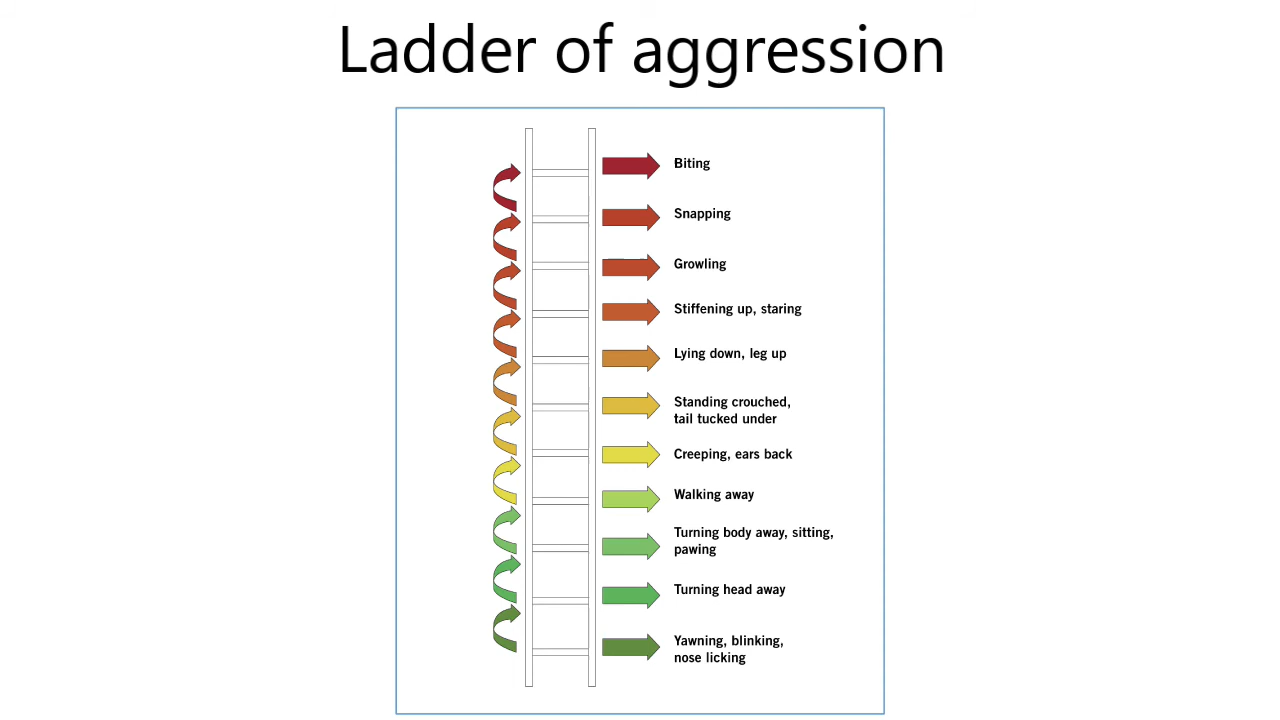 Ladder of aggression
Biting
Snapping
Growling
Stiffening up, staring
Lying down, leg up
Standing crouched,
tail tucked under
Creeping, ears back
Walking away
Turning body away, sitting,
pawing
Turning head away
Yawning, blinking,
nose licking